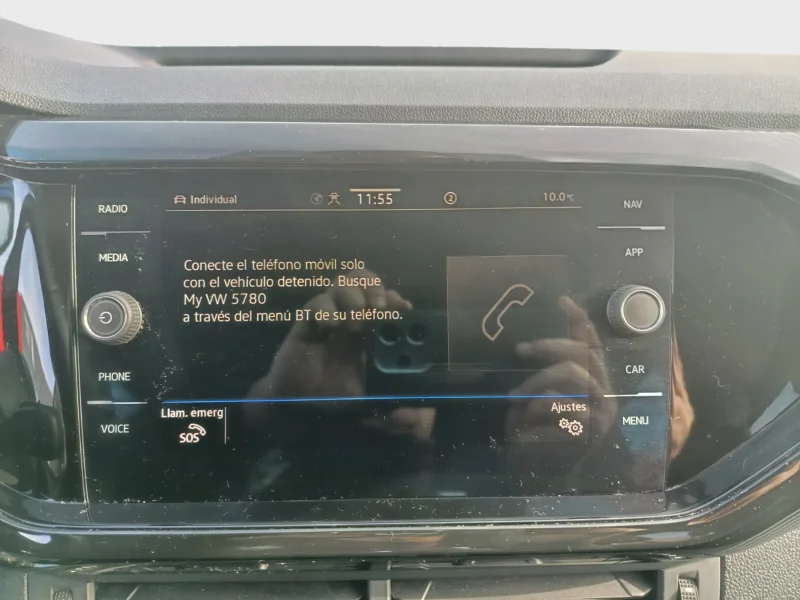 Individual 11:55 2 10.0°C
RADIO
MEDIA
PHONE
VOICE
Conecte el teléfono móvil solo
con el vehículo detenido. Busque
My VW 5780
a través del menú BT de su teléfono.
Llam. emerg
SOS
Ajustes
NAV
APP
CAR
MENU